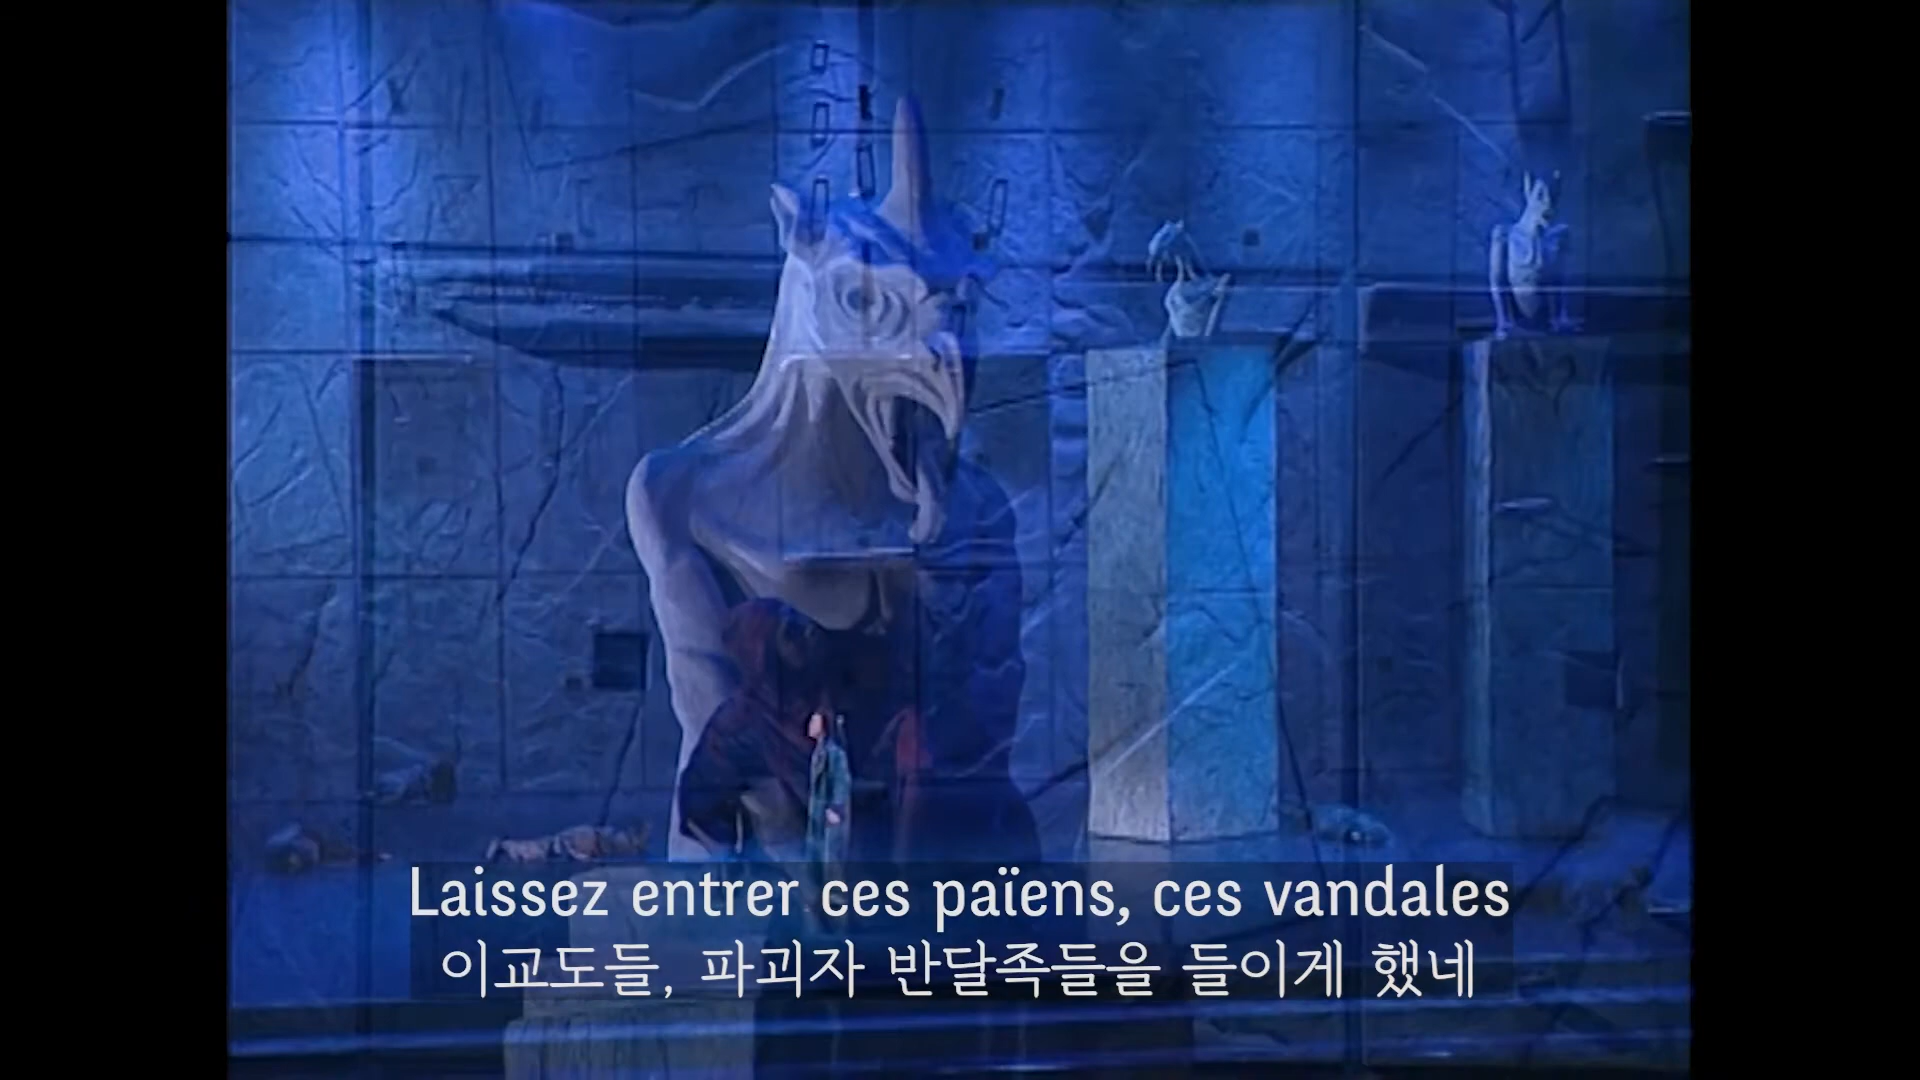 Laissez entrer ces païens, ces vandales
이교도들, 파괴자 반달족들을 들이게 했네